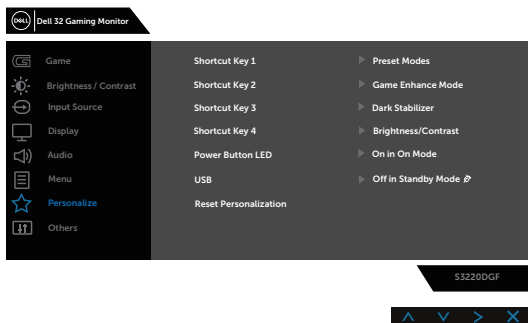 DELL Dell 32 Gaming Monitor
Game
Brightness / Contrast
Input Source
Display
Audio
Menu
Personalize
Others
Shortcut Key 1 Preset Modes
Shortcut Key 2 Game Enhance Mode
Shortcut Key 3 Dark Stabilizer
Shortcut Key 4 Brightness/Contrast
Power Button LED On in On Mode
USB Off in Standby Mode
Reset Personalization
S3220DGF